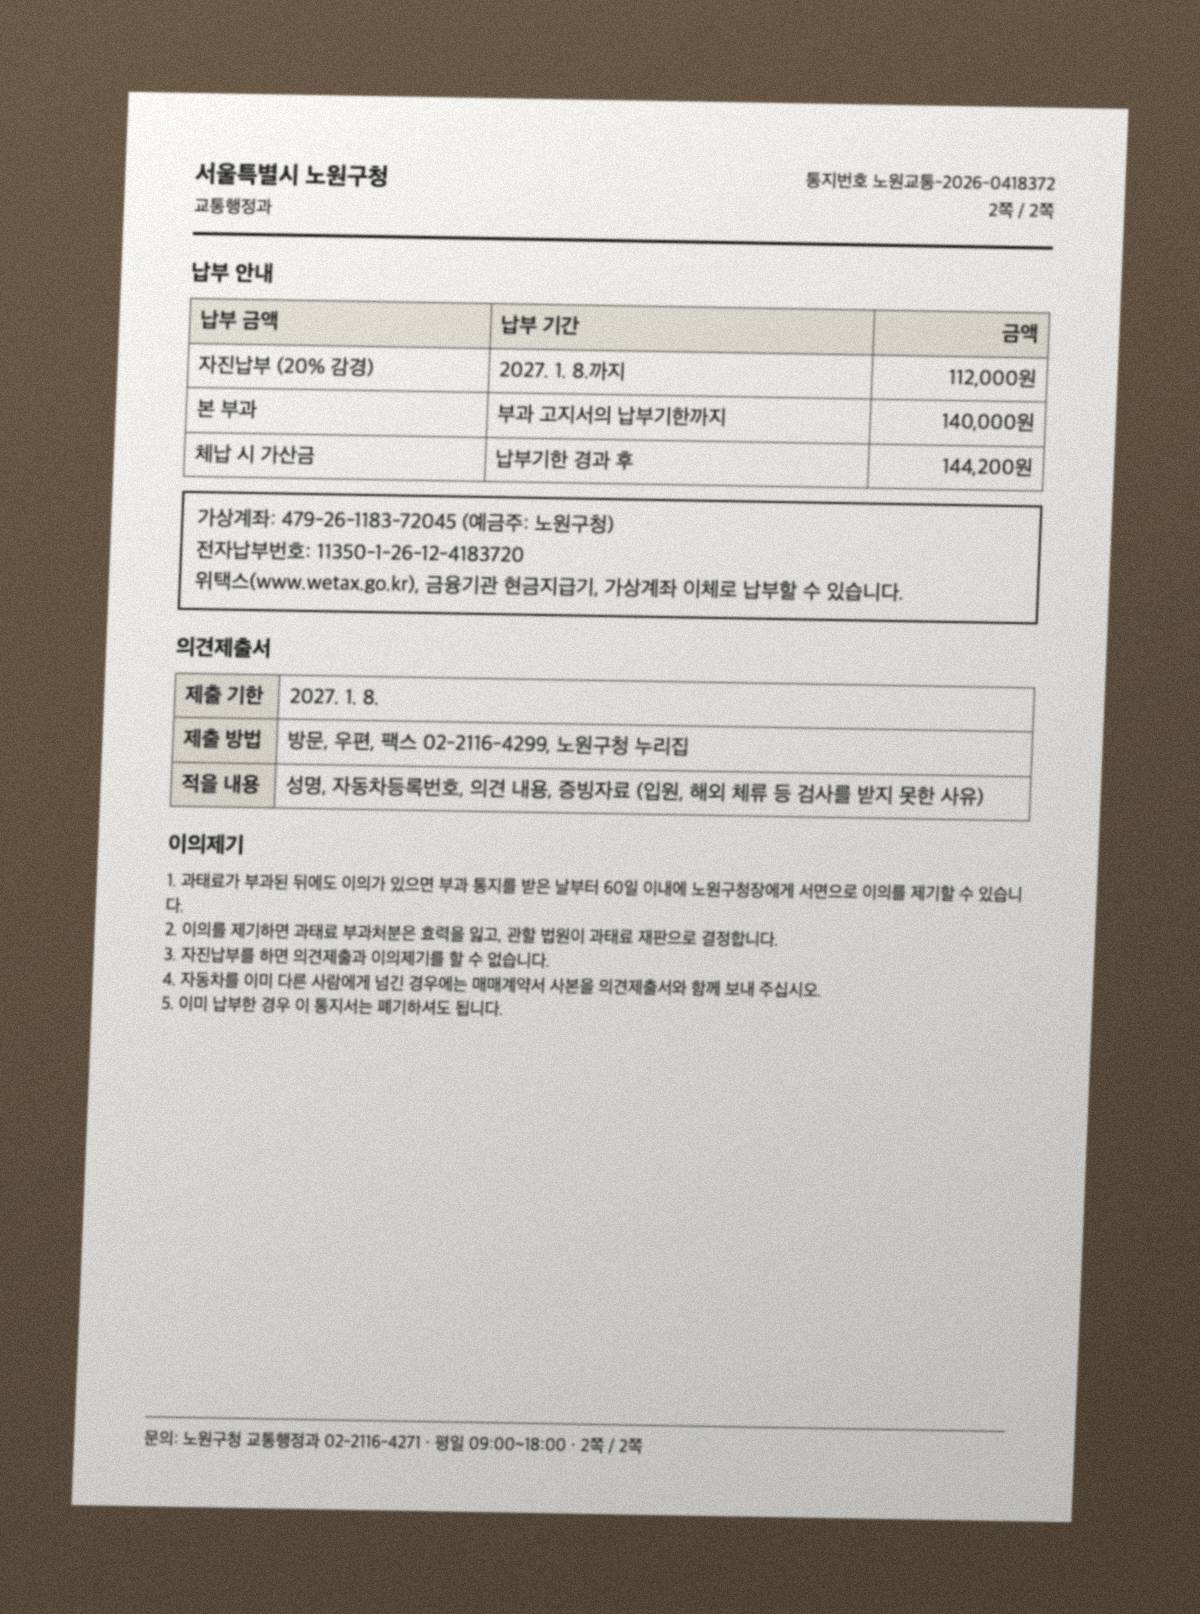 서울특별시 노원구청
교통행정과
통지번호 노원교통-2026-0418372
2쪽 / 2쪽
납부 안내
납부 금액 납부 기간 금액
자진납부 (20% 감경) 2027. 1. 8.까지 112,000원
본 부과 부과 고지서의 납부기한까지 140,000원
체납 시 가산금 납부기한 경과 후 144,200원
가상계좌: 479-26-1183-72045 (예금주: 노원구청)
전자납부번호: 11350-1-26-12-4183720
위택스(www.wetax.go.kr), 금융기관 현금지급기, 가상계좌 이체로 납부할 수 있습니다.
의견제출서
제출 기한 2027. 1. 8.
제출 방법 방문, 우편, 팩스 02-2116-4299, 노원구청 누리집
적을 내용 성명, 자동차등록번호, 의견 내용, 증빙자료 (입원, 해외 체류 등 검사를 받지 못한 사유)
이의제기
1. 과태료가 부과된 뒤에도 이의가 있으면 부과 통지를 받은 날부터 60일 이내에 노원구청장에게 서면으로 이의를 제기할 수 있습니
다.
2. 이의를 제기하면 과태료 부과처분은 효력을 잃고, 관할 법원이 과태료 재판으로 결정합니다.
3. 자진납부를 하면 의견제출과 이의제기를 할 수 없습니다.
4. 자동차를 이미 다른 사람에게 넘긴 경우에는 매매계약서 사본을 의견제출서와 함께 보내 주십시오.
5. 이미 납부한 경우 이 통지서는 폐기하셔도 됩니다.
문의: 노원구청 교통행정과 02-2116-4271 · 평일 09:00~18:00 · 2쪽 / 2쪽